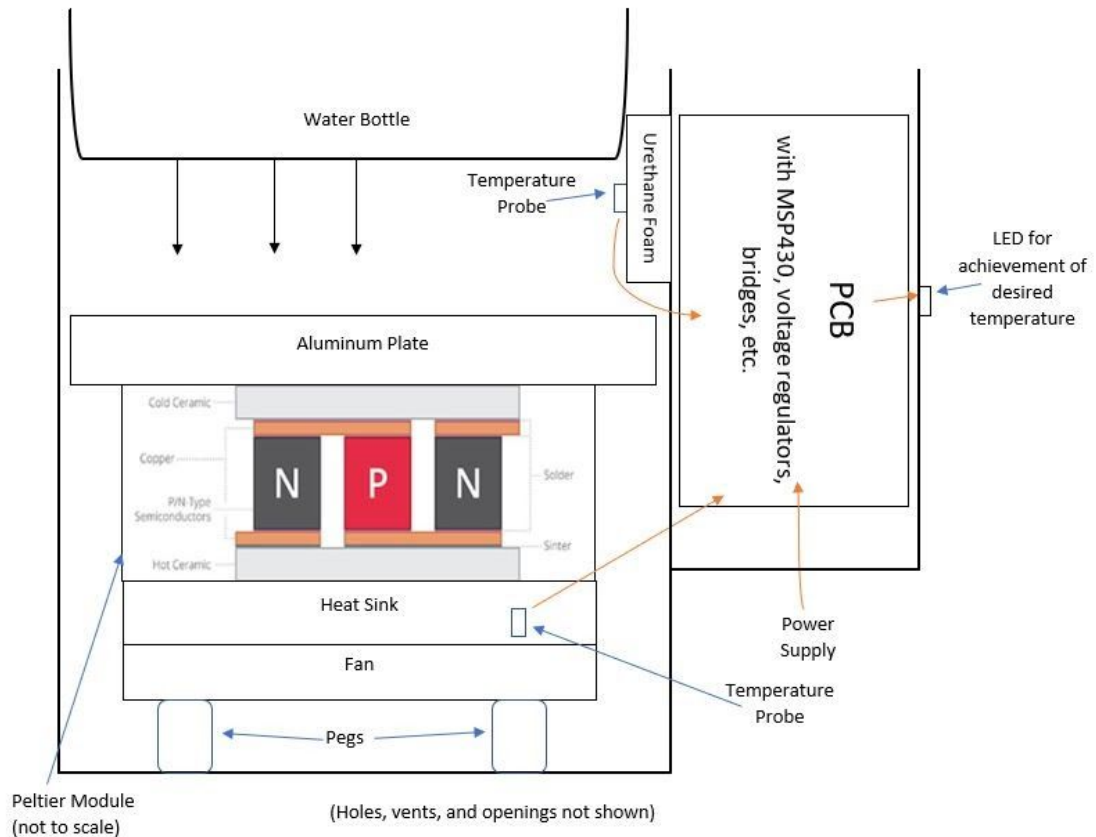 Water Bottle
Temperature
Probe
Urethane Foam
PCB
with MSP430, voltage regulators,
bridges, etc.
LED for
achievement of
desired
temperature
Aluminum Plate
Cold Ceramic
Copper
P/N-Type
Semiconductors
Hot Ceramic
N
P
N
Solder
Sinter
Heat Sink
Fan
Pegs
Power
Supply
Temperature
Probe
Peltier Module
(not to scale)
(Holes, vents, and openings not shown)